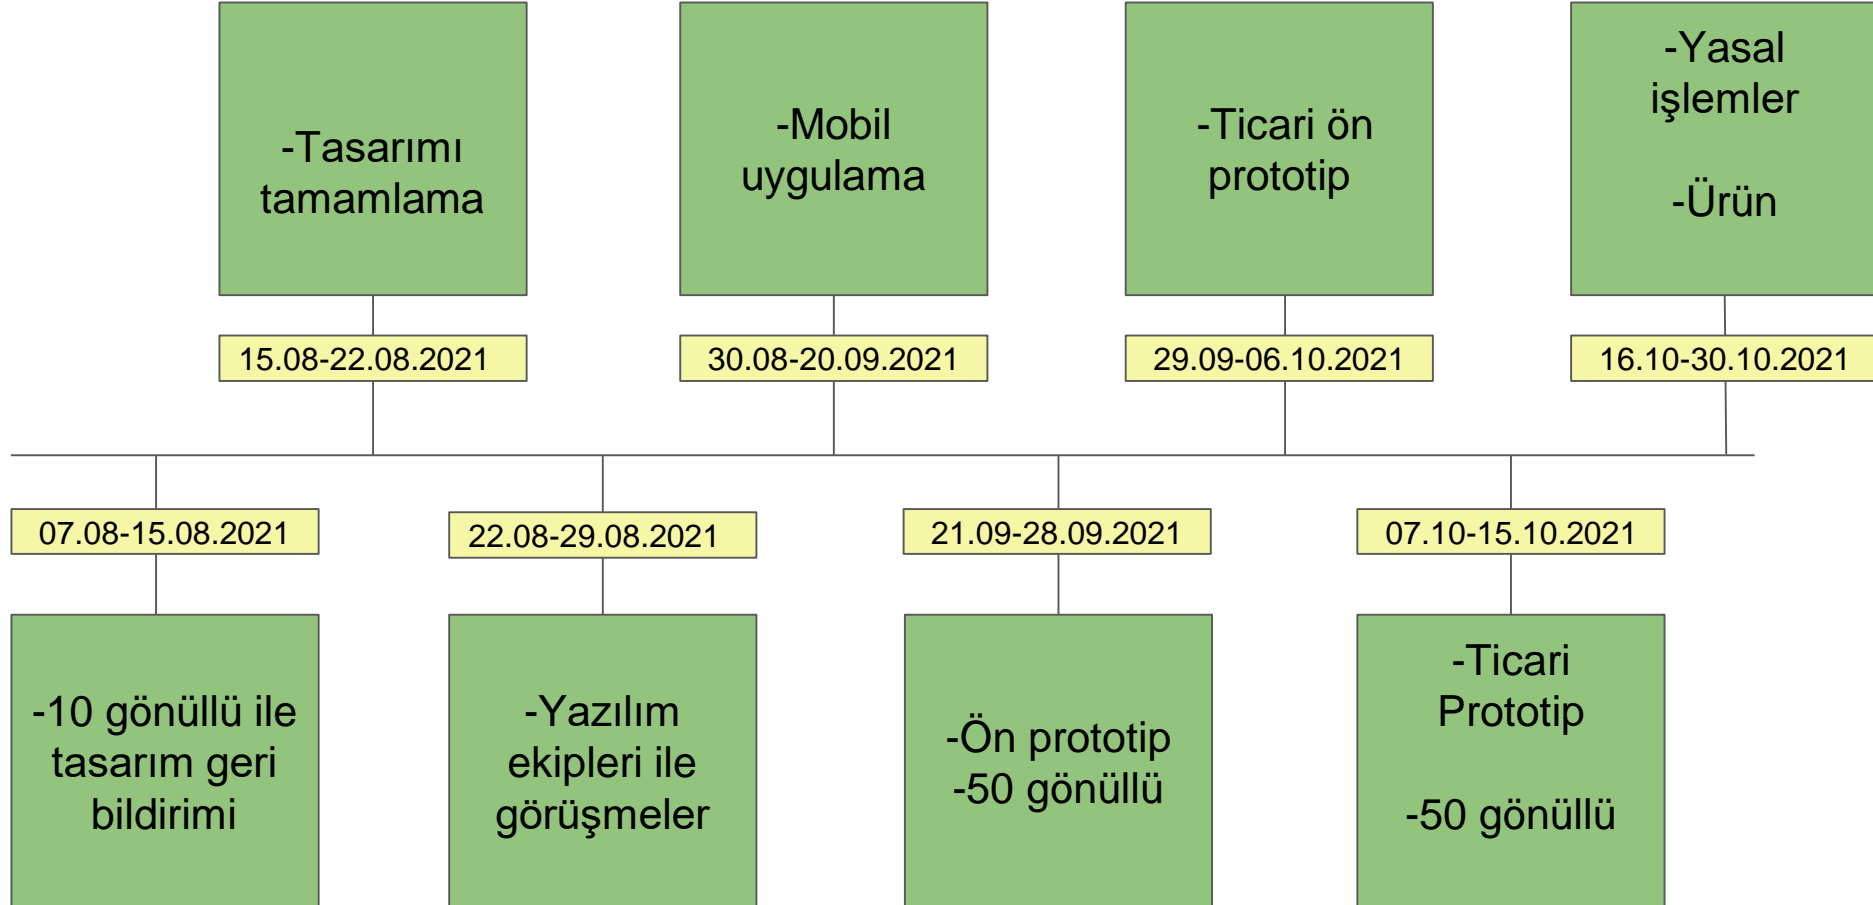 -Tasarımı
tamamlama
-Mobil
uygulama
-Ticari ön
prototip
-Yasal
işlemler
-Ürün
15.08-22.08.2021
30.08-20.09.2021
29.09-06.10.2021
16.10-30.10.2021
07.08-15.08.2021
22.08-29.08.2021
21.09-28.09.2021
07.10-15.10.2021
-10 gönüllü ile
tasarım geri
bildirimi
-Yazılım
ekipleri ile
görüşmeler
-Ön prototip
-50 gönüllü
-Ticari
Prototip
-50 gönüllü